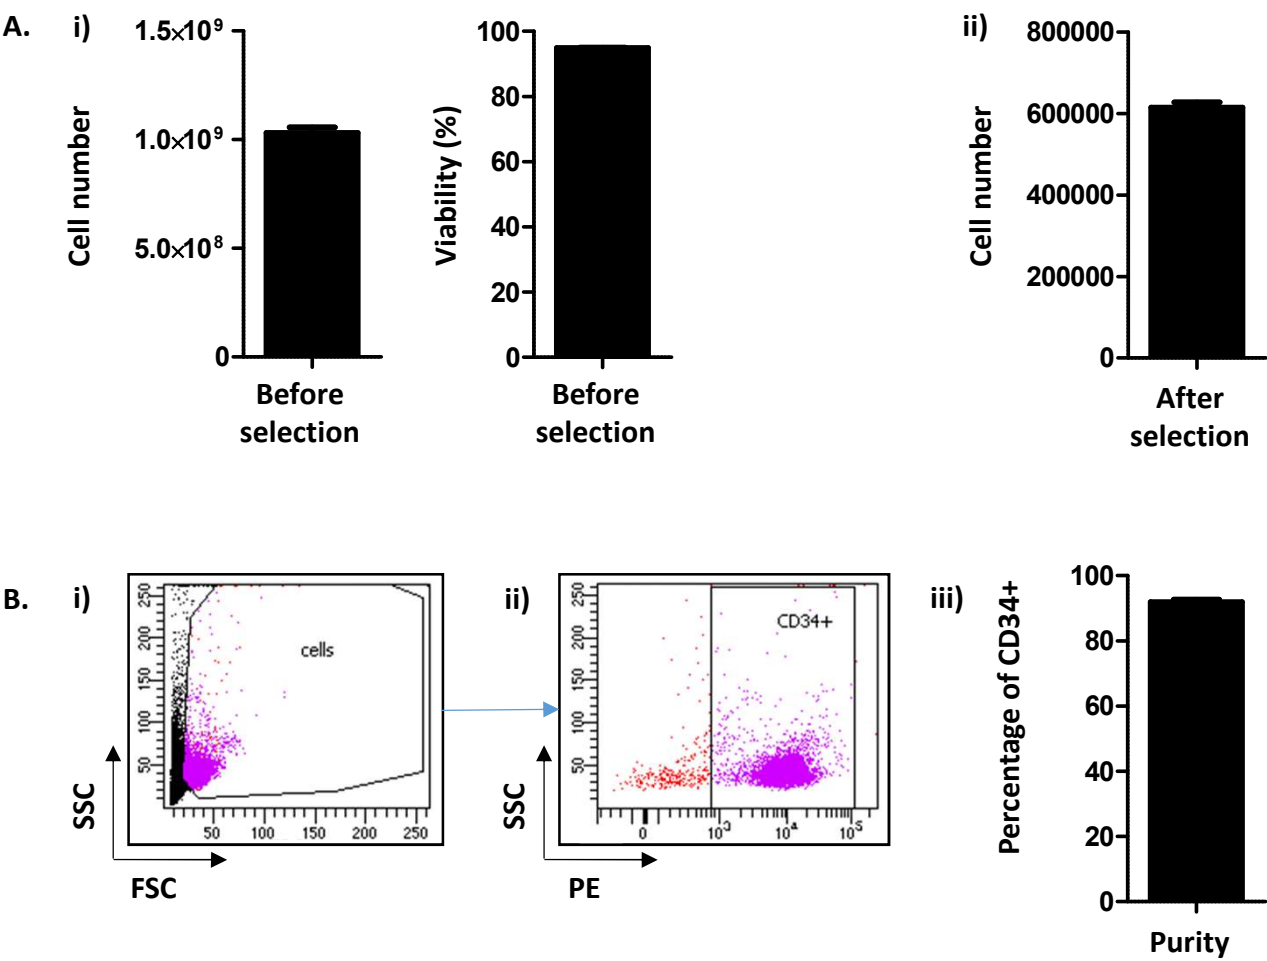 A.
i)
1.5×10⁹
1.0×10⁹
5.0×10⁸
0
Cell number
Before
selection
100
80
60
40
20
0
Viability (%)
Before
selection
ii)
800000
600000
400000
200000
0
Cell number
After
selection
B.
i)
250
200
150
100
50
cells
50 100 150 200 250
SSC
FSC
ii)
250
200
150
100
50
CD34+
0 10³ 10⁴ 10⁵
SSC
PE
iii)
100
80
60
40
20
0
Percentage of CD34+
Purity